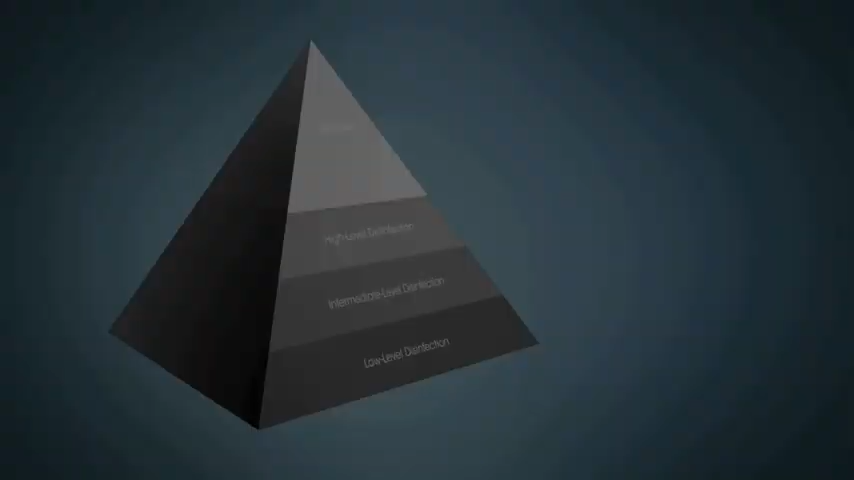 High-Level Disinfection
Intermediate-Level Disinfection
Low-Level Disinfection